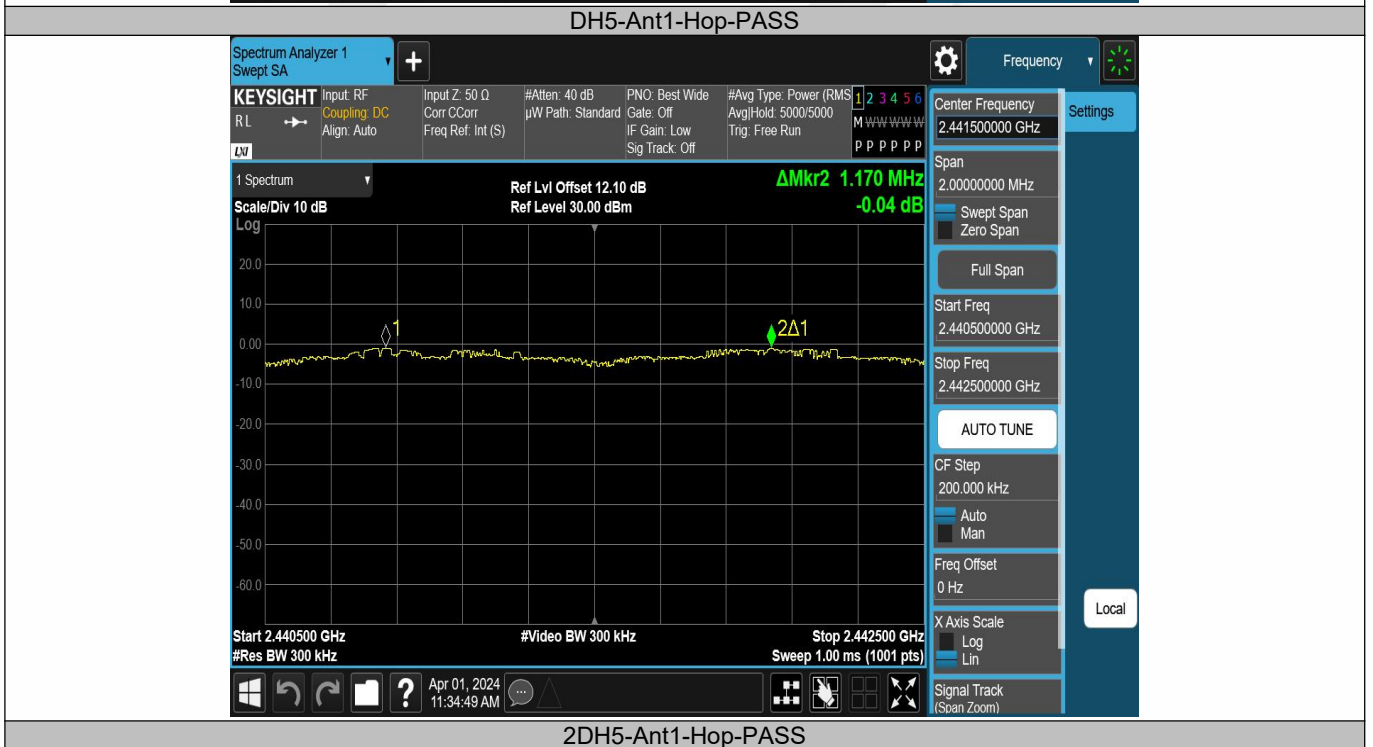 DH5-Ant1-Hop-PASS
Spectrum Analyzer 1
Swept SA
Frequency
KEYSIGHT
RL
LXI
Input: RF
Coupling: DC
Align: Auto
Input Z: 50 Ω
Corr CCorr
Freq Ref: Int (S)
#Atten: 40 dB
µW Path: Standard
PNO: Best Wide
Gate: Off
IF Gain: Low
Sig Track: Off
#Avg Type: Power (RMS
Avg|Hold: 5000/5000
Trig: Free Run
1 2 3 4 5 6
M W W W W W
P P P P P P
Center Frequency
2.441500000 GHz
Settings
Span
2.00000000 MHz
Swept Span
Zero Span
Full Span
Start Freq
2.440500000 GHz
Stop Freq
2.442500000 GHz
AUTO TUNE
CF Step
200.000 kHz
Auto
Man
Freq Offset
0 Hz
X Axis Scale
Log
Lin
Signal Track
(Span Zoom)
Local
1 Spectrum
Scale/Div 10 dB
Ref Lvl Offset 12.10 dB
Ref Level 30.00 dBm
ΔMkr2 1.170 MHz
-0.04 dB
Log
20.0
10.0
0.00
-10.0
-20.0
-30.0
-40.0
-50.0
-60.0
1
2Δ1
Start 2.440500 GHz
#Res BW 300 kHz
#Video BW 300 kHz
Stop 2.442500 GHz
Sweep 1.00 ms (1001 pts)
?
Apr 01, 2024
11:34:49 AM
2DH5-Ant1-Hop-PASS